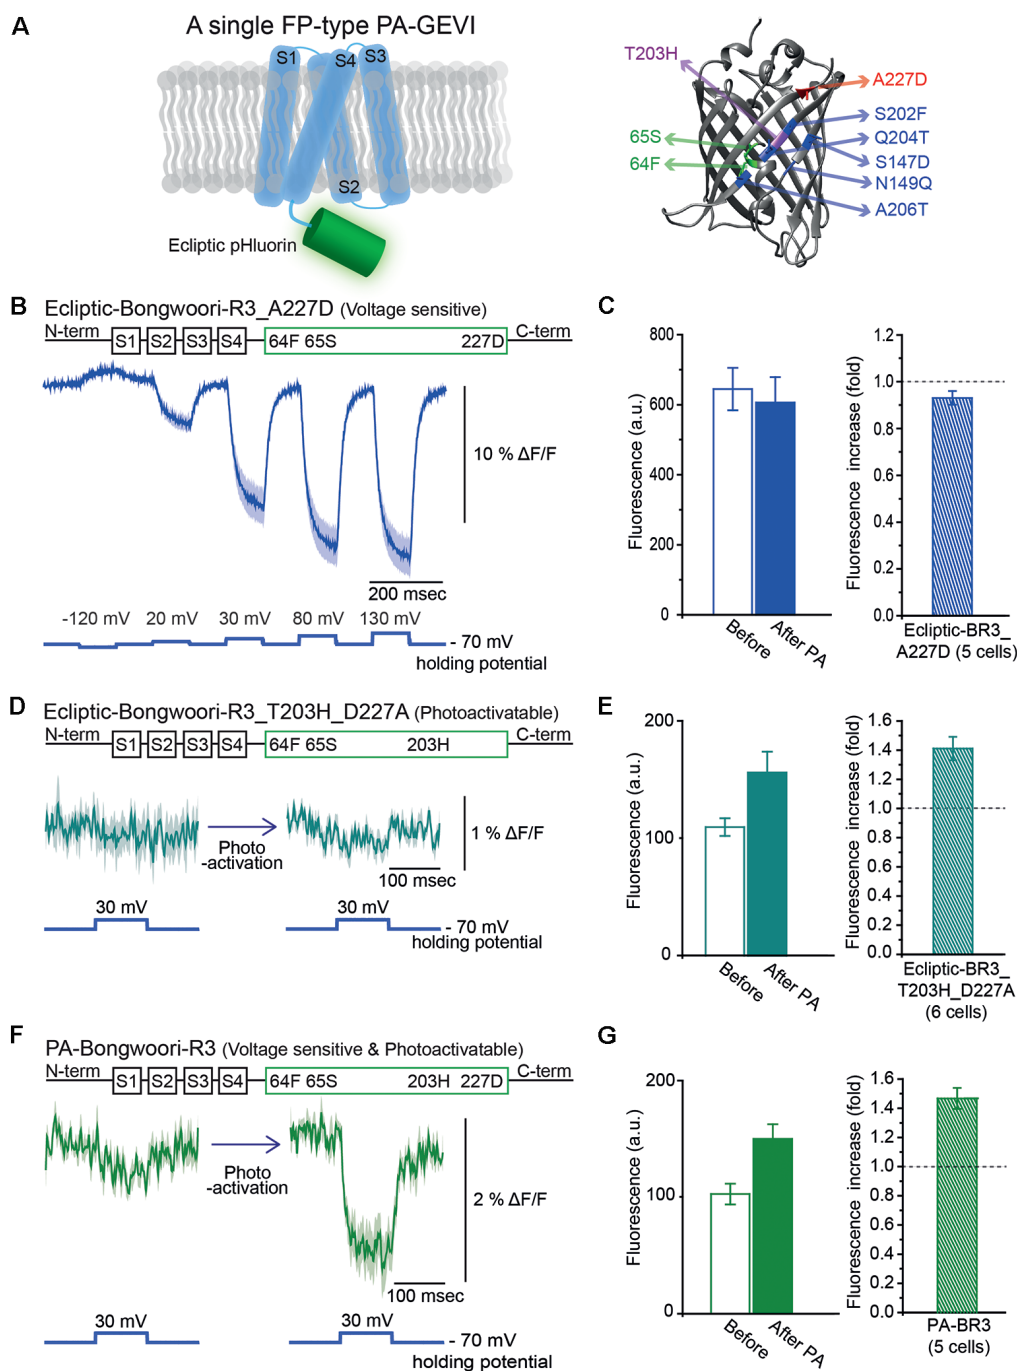 A
A single FP-type PA-GEVI
S1
S4
S3
S2
Ecliptic pHluorin
T203H
A227D
S202F
65S
Q204T
64F
S147D
N149Q
A206T
B
Ecliptic-Bongwoori-R3_A227D (Voltage sensitive)
N-term
S1
S2
S3
S4
64F 65S
227D
C-term
10 % ΔF/F
200 msec
-120 mV
20 mV
30 mV
80 mV
130 mV
- 70 mV
holding potential
C
Fluorescence (a.u.)
800
600
400
200
0
Before
After PA
Fluorescence increase (fold)
1.2
1.0
0.8
0.6
0.4
0.2
0.0
Ecliptic-BR3_
A227D (5 cells)
D
Ecliptic-Bongwoori-R3_T203H_D227A (Photoactivatable)
N-term
S1
S2
S3
S4
64F 65S
203H
C-term
Photo
-activation
1 % ΔF/F
100 msec
30 mV
30 mV
- 70 mV
holding potential
E
Fluorescence (a.u.)
200
100
0
Before
After PA
Fluorescence increase (fold)
1.6
1.4
1.2
1.0
0.8
0.6
0.4
0.2
0.0
Ecliptic-BR3_
T203H_D227A
(6 cells)
F
PA-Bongwoori-R3 (Voltage sensitive & Photoactivatable)
N-term
S1
S2
S3
S4
64F 65S
203H
227D
C-term
Photo
-activation
2 % ΔF/F
100 msec
30 mV
30 mV
- 70 mV
holding potential
G
Fluorescence (a.u.)
200
100
0
Before
After PA
Fluorescence increase (fold)
1.6
1.4
1.2
1.0
0.8
0.6
0.4
0.2
0.0
PA-BR3
(5 cells)